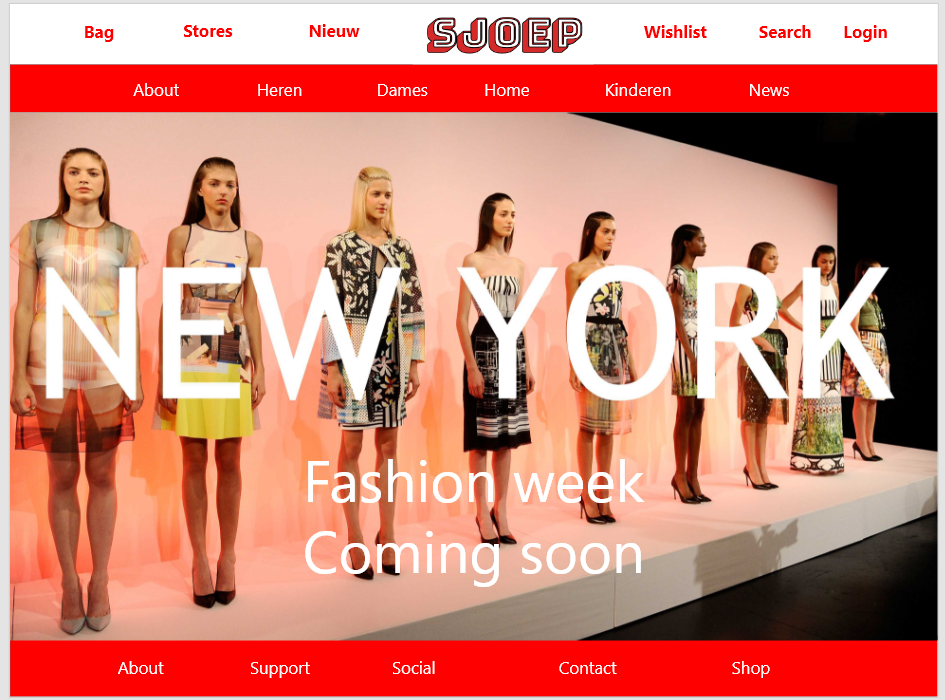 Bag Stores Nieuw SJOEP Wishlist Search Login
About Heren Dames Home Kinderen News
NEW YORK
Fashion week
Coming soon
About Support Social Contact Shop